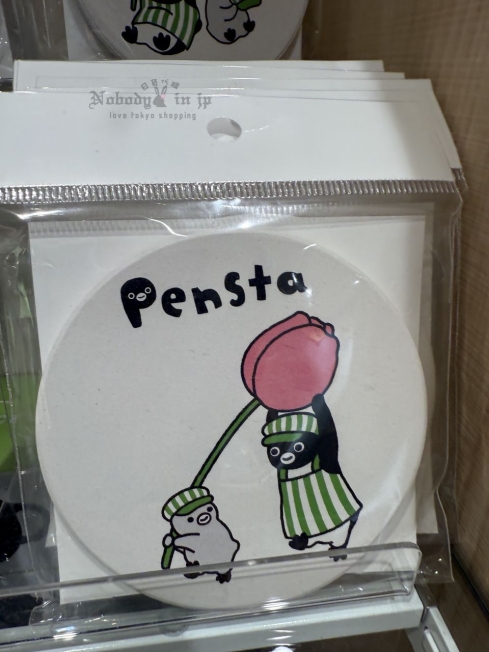 Nobody in jp
love tokyo shopping
Pensta